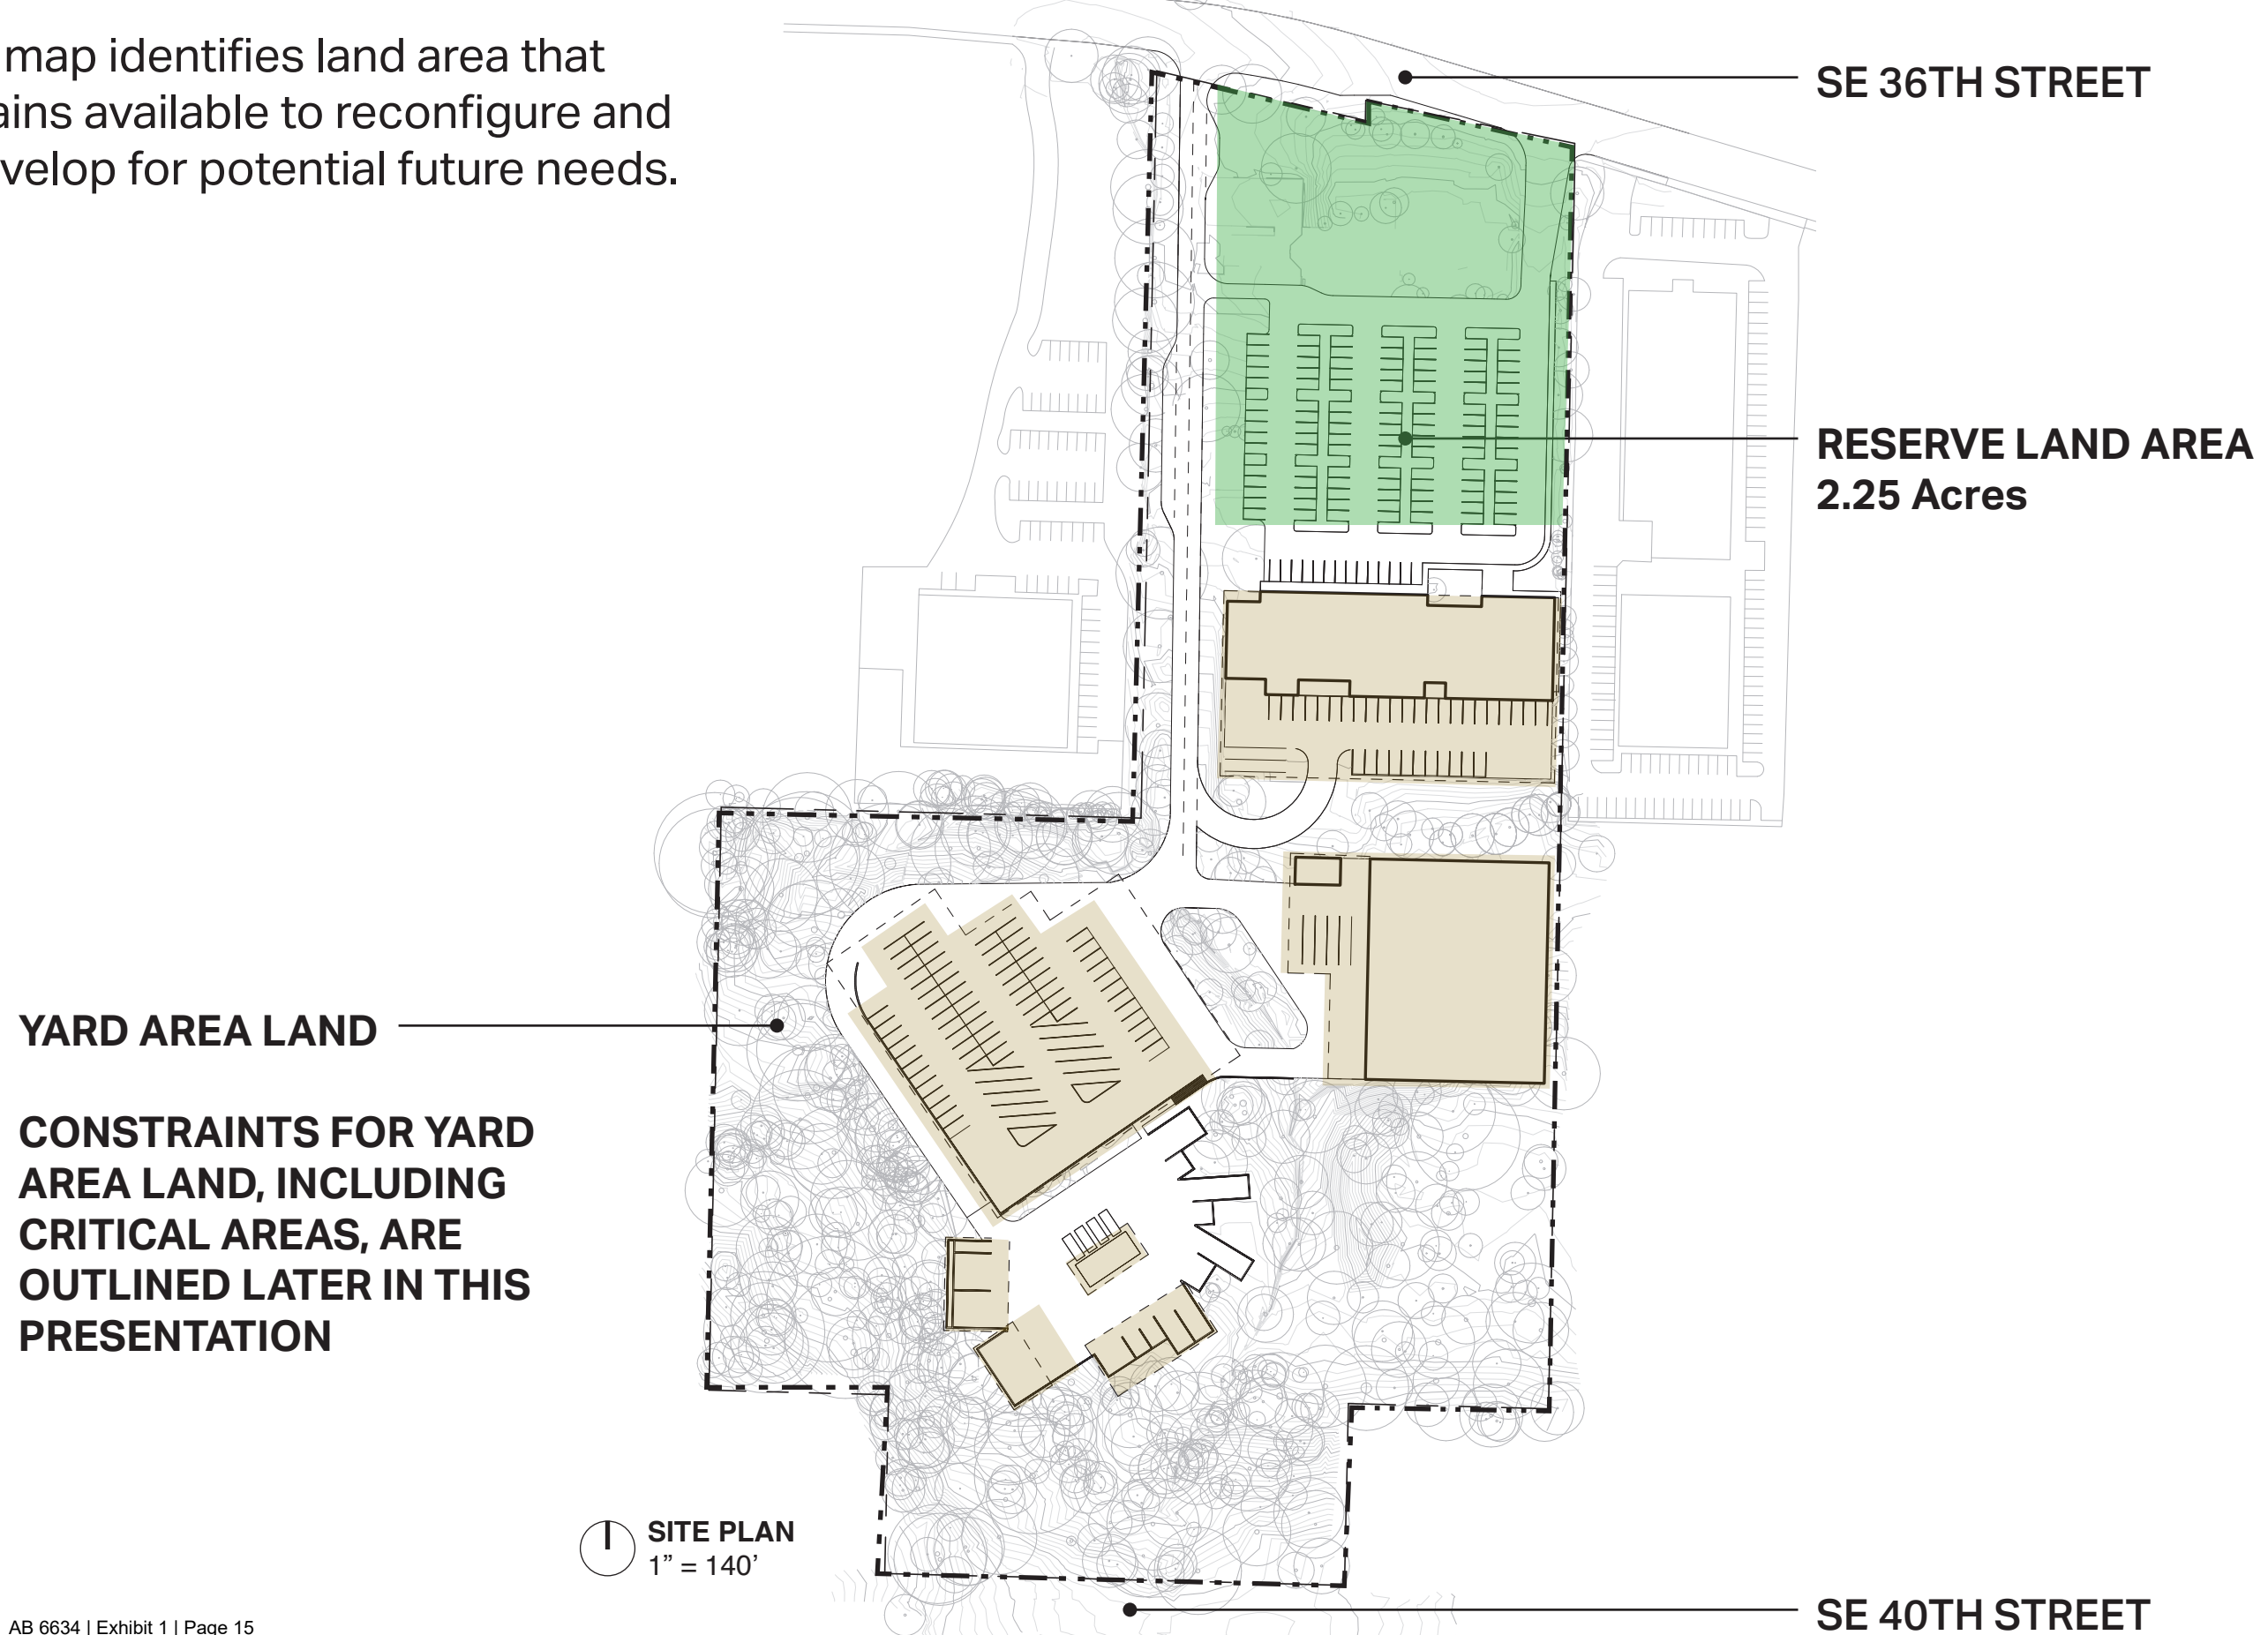 map identifies land area that
ains available to reconfigure and
velop for potential future needs.
SE 36TH STREET
RESERVE LAND AREA
2.25 Acres
YARD AREA LAND
CONSTRAINTS FOR YARD
AREA LAND, INCLUDING
CRITICAL AREAS, ARE
OUTLINED LATER IN THIS
PRESENTATION
SITE PLAN
1” = 140’
SE 40TH STREET
AB 6634 | Exhibit 1 | Page 15